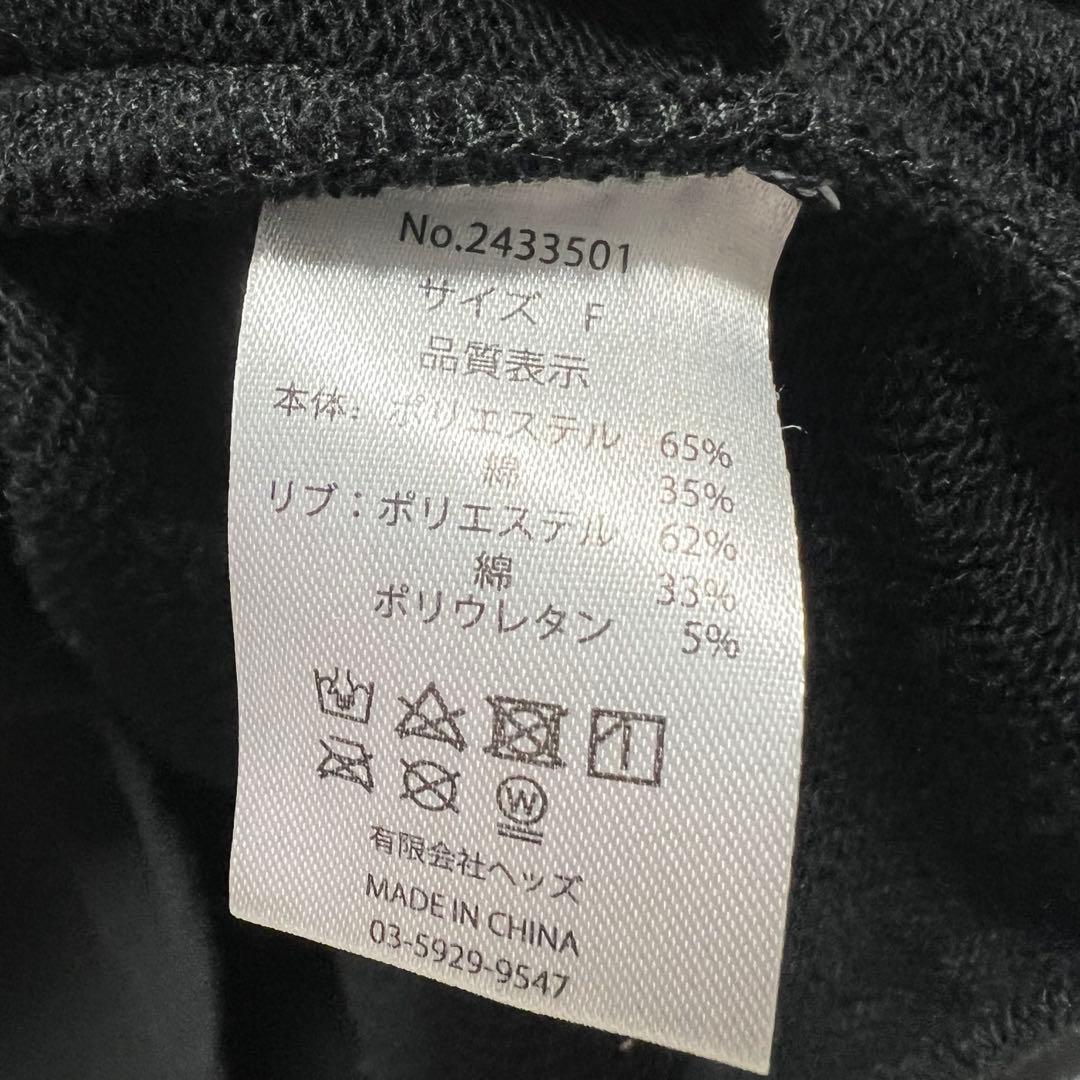 No.2433501
サイズ F
品質表示
本体: ポリエステル 65%
綿 35%
リブ：ポリエステル 62%
綿 33%
ポリウレタン 5%
W
有限会社ヘッズ
MADE IN CHINA
03-5929-9547